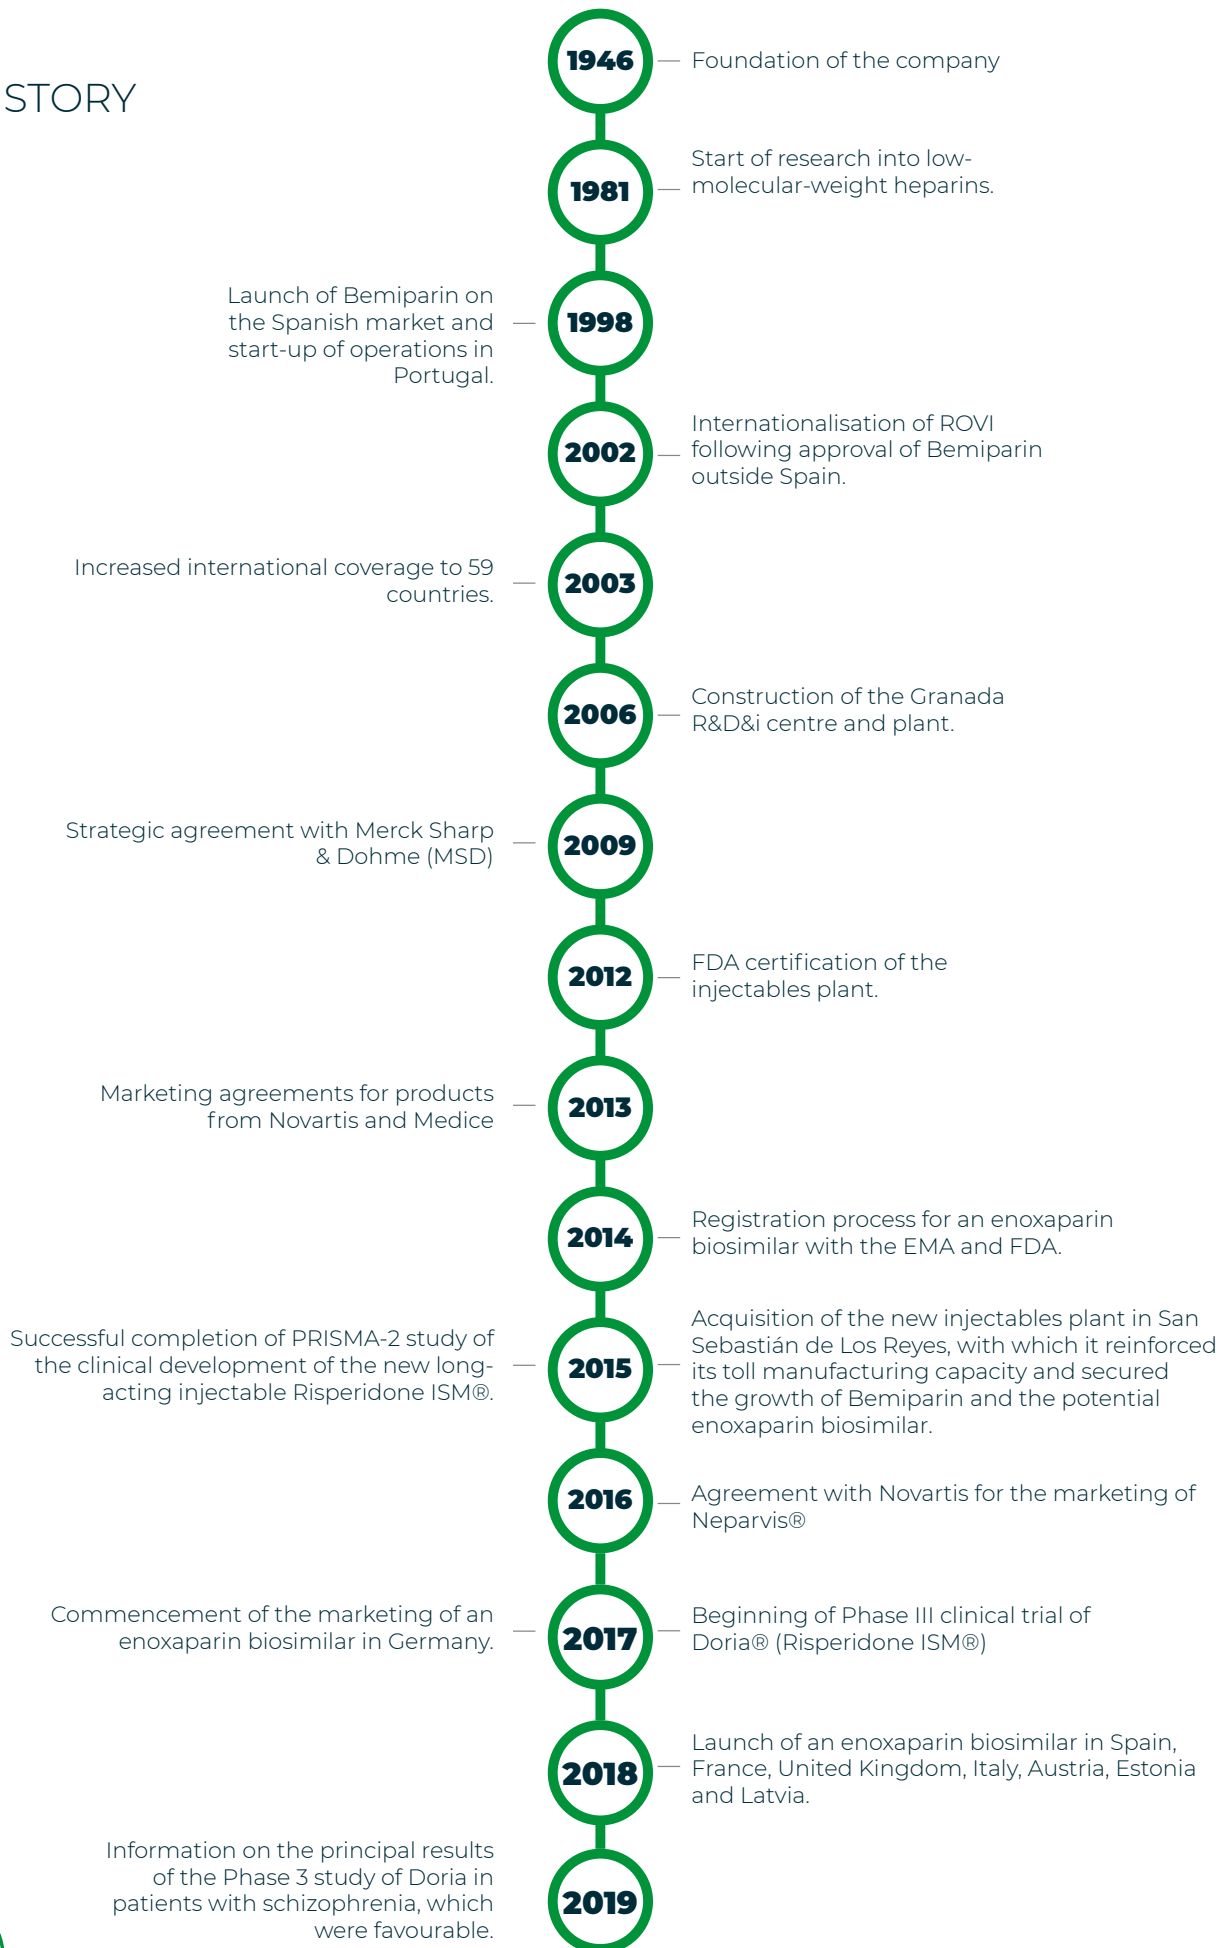 STORY
1946
Foundation of the company
1981
Start of research into low-
molecular-weight heparins.
Launch of Bemiparin on
the Spanish market and
start-up of operations in
Portugal.
1998
2002
Internationalisation of ROVI
following approval of Bemiparin
outside Spain.
Increased international coverage to 59
countries.
2003
2006
Construction of the Granada
R&D&i centre and plant.
Strategic agreement with Merck Sharp
& Dohme (MSD)
2009
2012
FDA certification of the
injectables plant.
Marketing agreements for products
from Novartis and Medice
2013
2014
Registration process for an enoxaparin
biosimilar with the EMA and FDA.
Successful completion of PRISMA-2 study of
the clinical development of the new long-
acting injectable Risperidone ISM®.
2015
Acquisition of the new injectables plant in San
Sebastián de Los Reyes, with which it reinforced
its toll manufacturing capacity and secured
the growth of Bemiparin and the potential
enoxaparin biosimilar.
2016
Agreement with Novartis for the marketing of
Neparvis®
Commencement of the marketing of an
enoxaparin biosimilar in Germany.
2017
Beginning of Phase III clinical trial of
Doria® (Risperidone ISM®)
2018
Launch of an enoxaparin biosimilar in Spain,
France, United Kingdom, Italy, Austria, Estonia
and Latvia.
Information on the principal results
of the Phase 3 study of Doria in
patients with schizophrenia, which
were favourable.
2019